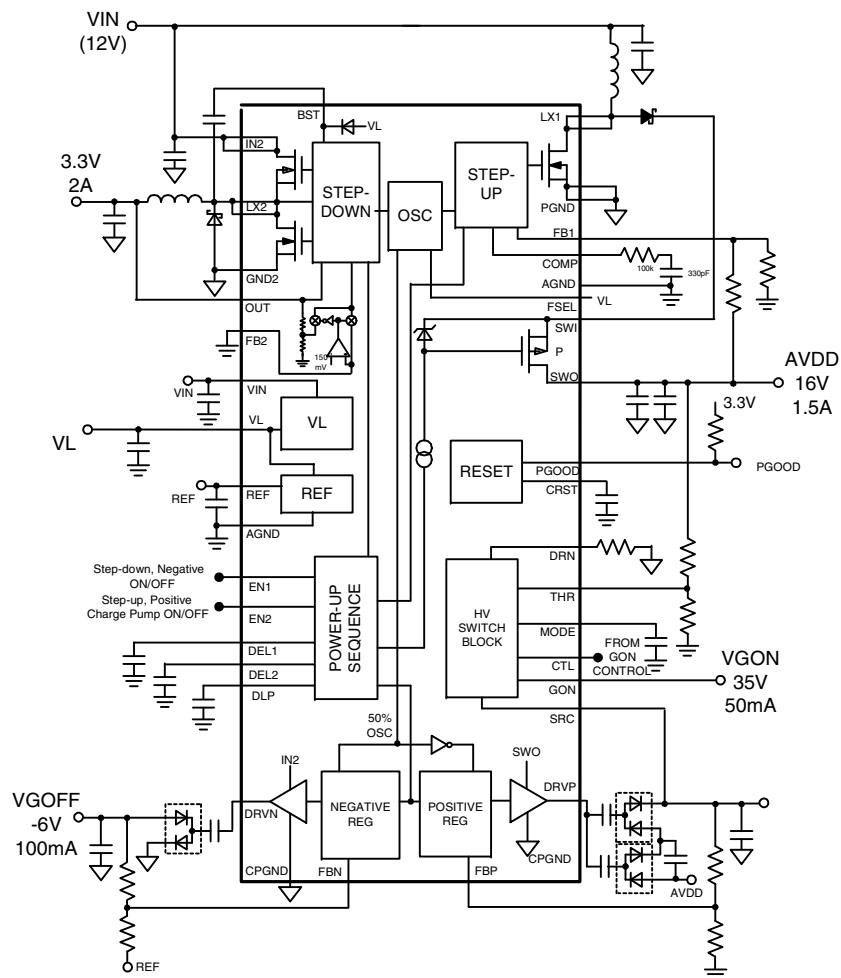 VIN
(12V)
BST
VL
LX1
IN2
3.3V
2A
STEP-
DOWN
OSC
STEP-
UP
LX2
PGND
FB1
GND2
COMP
100k
330pF
AGND
OUT
FSEL
VL
SWI
FB2
150
mV
P
SWO
AVDD
16V
1.5A
VIN
VIN
VL
3.3V
VL
VL
RESET
PGOOD
PGOOD
CRST
REF
REF
REF
AGND
DRN
Step-down, Negative
ON/OFF
EN1
Step-up, Positive
Charge Pump ON/OFF
EN2
POWER-UP
SEQUENCE
HV
SWITCH
BLOCK
THR
MODE
FROM
GON
CONTROL
CTL
GON
VGON
35V
50mA
DEL1
DEL2
DLP
SRC
50%
OSC
IN2
SWO
VGOFF
-6V
100mA
DRVN
NEGATIVE
REG
POSITIVE
REG
DRVP
CPGND
CPGND
FBN
FBP
AVDD
REF